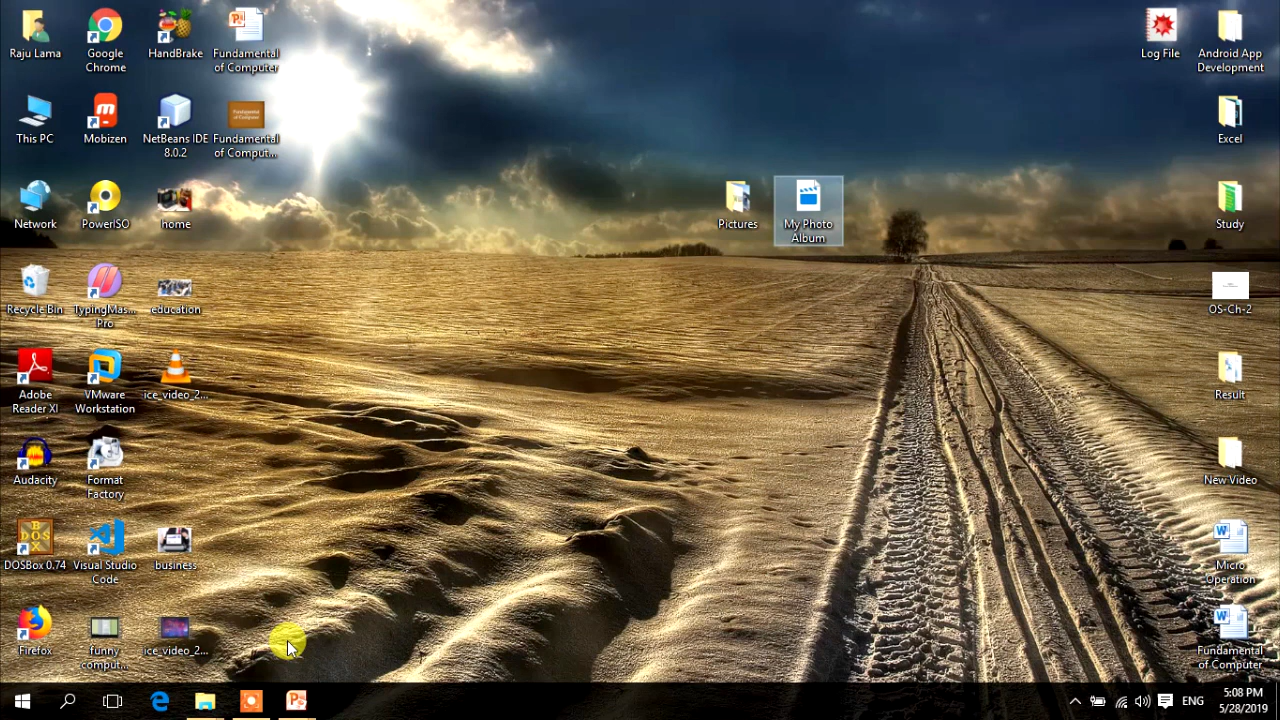 Raju Lama
Google
Chrome
HandBrake
Fundamental
of Computer
Log File
Android App
Development
This PC
Mobizen
NetBeans IDE
8.0.2
Fundamental
of Comput...
Excel
Network
PowerISO
home
Pictures
My Photo
Album
Study
Recycle Bin
TypingMas...
Pro
education
OS-Ch-2
Adobe
Reader XI
VMware
Workstation
ice_video_2...
Result
Audacity
Format
Factory
New Video
DOSBox 0.74
Visual Studio
Code
business
Micro
Operation
Firefox
funny
comput...
ice_video_2...
Fundamental
of Computer
ENG
5:08 PM
5/28/2019